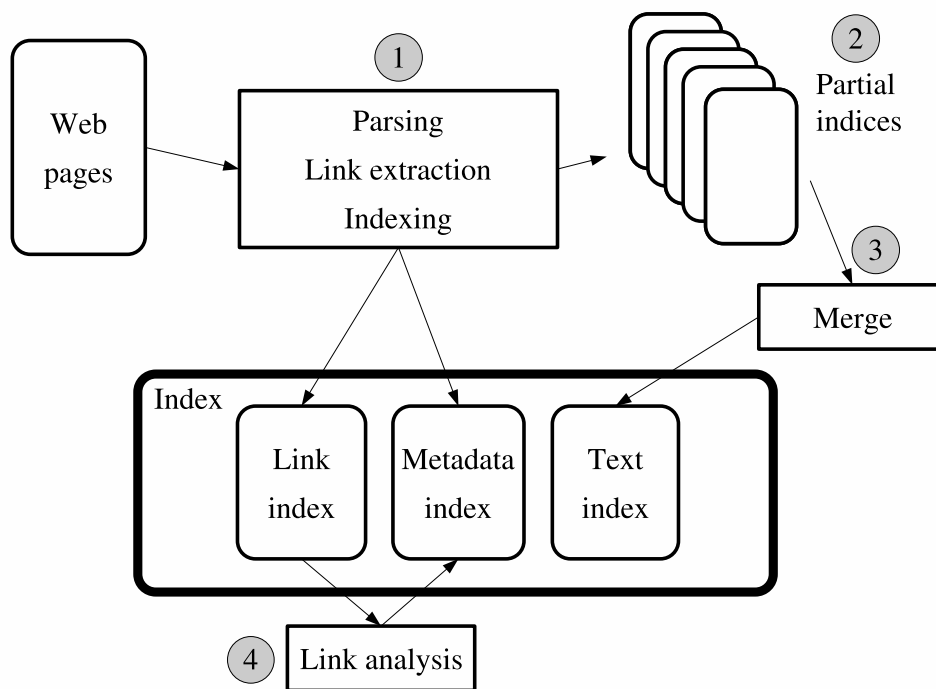 Web
pages
1
Parsing
Link extraction
Indexing
2
Partial
indices
3
Merge
Index
Link
index
Metadata
index
Text
index
4
Link analysis